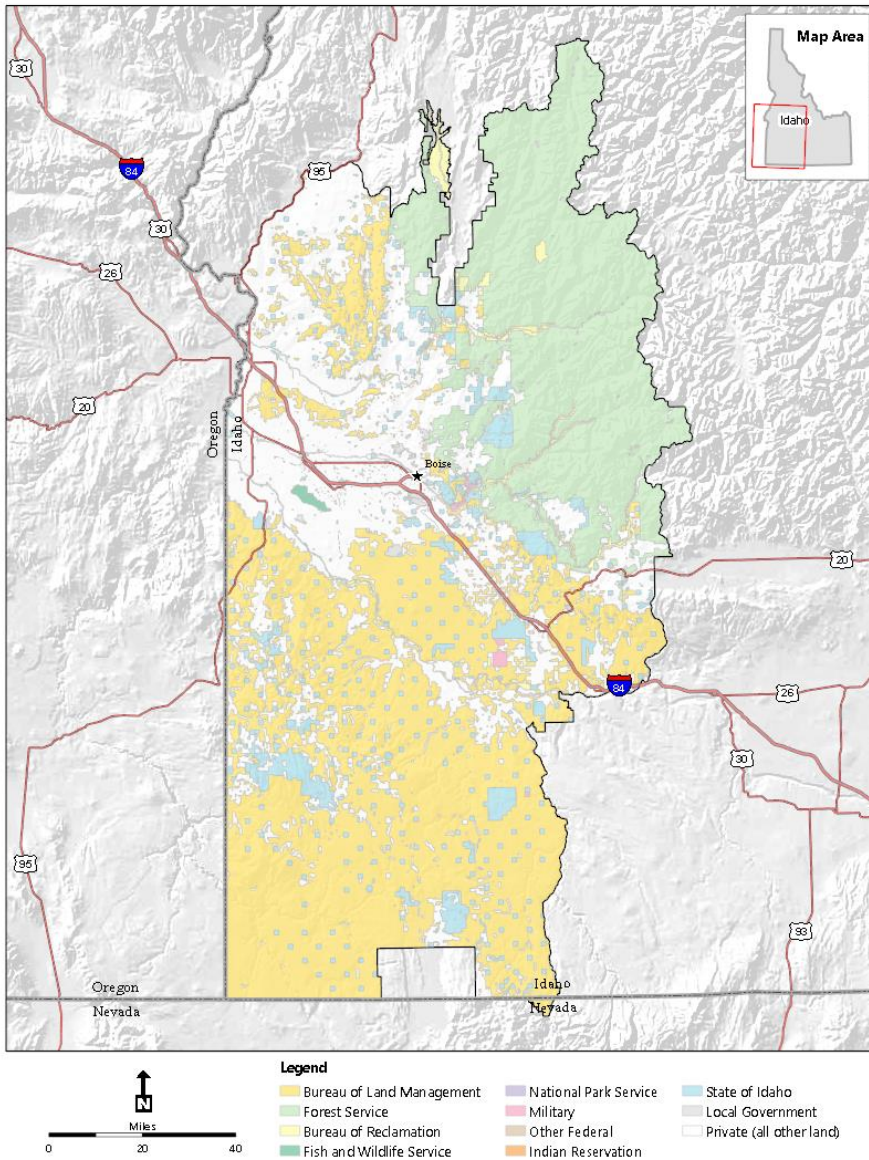 Map Area
Idaho
30
84
95
30
26
20
Oregon
Idaho
Boise
20
84
26
30
95
93
Oregon
Nevada
Idaho
Nevada
N
Miles
0 20 40
Legend
Bureau of Land Management
Forest Service
Bureau of Reclamation
Fish and Wildlife Service
National Park Service
Military
Other Federal
Indian Reservation
State of Idaho
Local Government
Private (all other land)